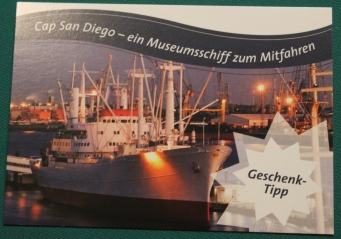 Cap San Diego – ein Museumsschiff zum Mitfahren
Geschenk-
Tipp